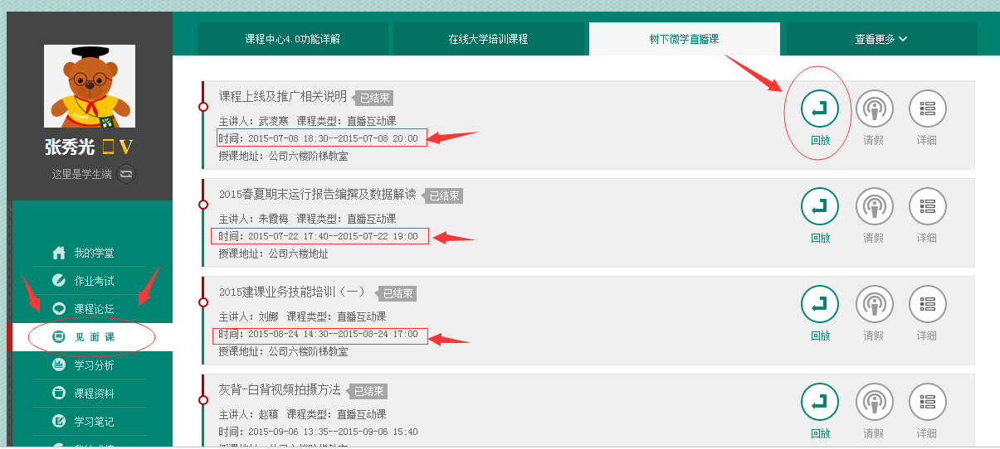 课程中心4.0功能详解
在线大学培训课程
树下微学直播课
查看更多
张秀光 V
这里是学生端
我的学堂
作业考试
课程论坛
见面课
学习分析
课程资料
学习笔记
课程上线及推广相关说明 已结束
主讲人：武凌寒 课程类型：直播互动课
时间：2015-07-08 18:30--2015-07-08 20:00
授课地址：公司六楼阶梯教室
回放 请假 详细
2015春夏期末运行报告编撰及数据解读 已结束
主讲人：朱霞梅 课程类型：直播互动课
时间：2015-07-22 17:40--2015-07-22 19:00
授课地址：公司六楼地址
回放 请假 详细
2015建课业务技能培训（一） 已结束
主讲人：刘娜 课程类型：直播互动课
时间：2015-08-24 14:30--2015-08-24 17:00
授课地址：公司六楼阶梯教室
回放 请假 详细
灰背-白背视频拍摄方法 已结束
主讲人：赵稹 课程类型：直播互动课
时间：2015-09-06 13:35--2015-09-06 15:40
回放 请假 详细